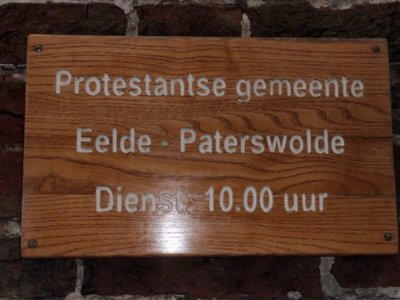 Protestantse gemeente
Eelde - Paterswolde
Dienst: 10.00 uur